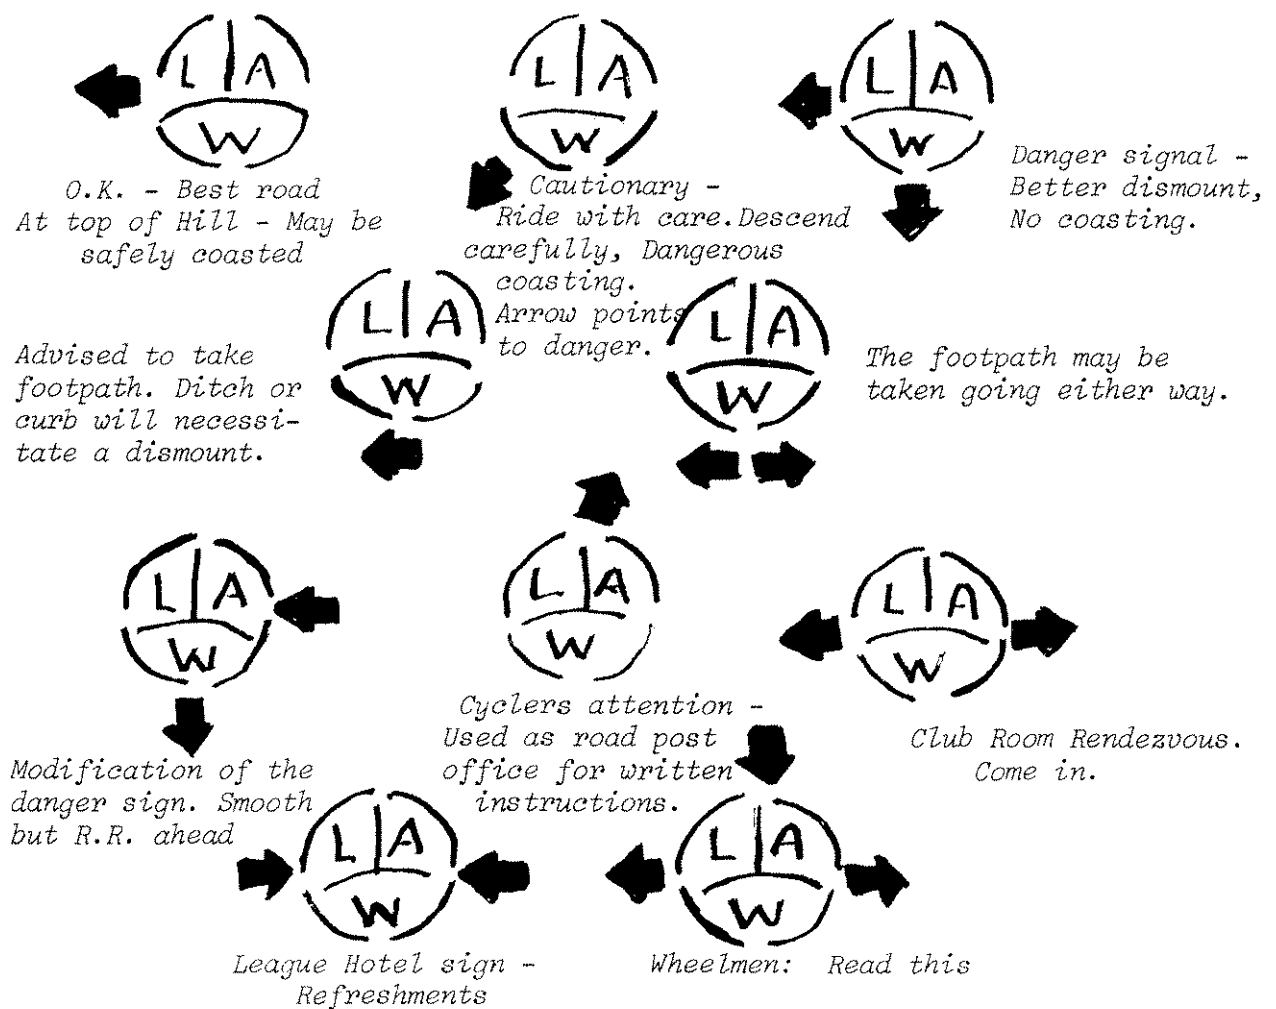 L A
W
O.K. - Best road
At top of Hill - May be
safely coasted
L A
W
Cautionary -
Ride with care. Descend
carefully, Dangerous
coasting.
Arrow points
to danger.
L A
W
Danger signal -
Better dismount,
No coasting.
L A
W
Advised to take
footpath. Ditch or
curb will necessi-
tate a dismount.
L A
W
The footpath may be
taken going either way.
L A
W
Modification of the
danger sign. Smooth
but R.R. ahead
L A
W
Cyclers attention -
Used as road post
office for written
instructions.
L A
W
Club Room Rendezvous.
Come in.
L A
W
League Hotel sign -
Refreshments
L A
W
Wheelmen: Read this